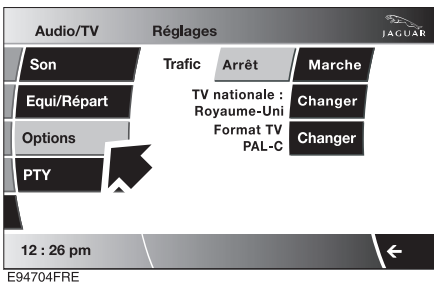 Audio/TV Réglages JAGUAR
Son Trafic Arrêt Marche
Equi/Répart TV nationale : Royaume-Uni Changer
Options Format TV PAL-C Changer
PTY
12 : 26 pm
E94704FRE